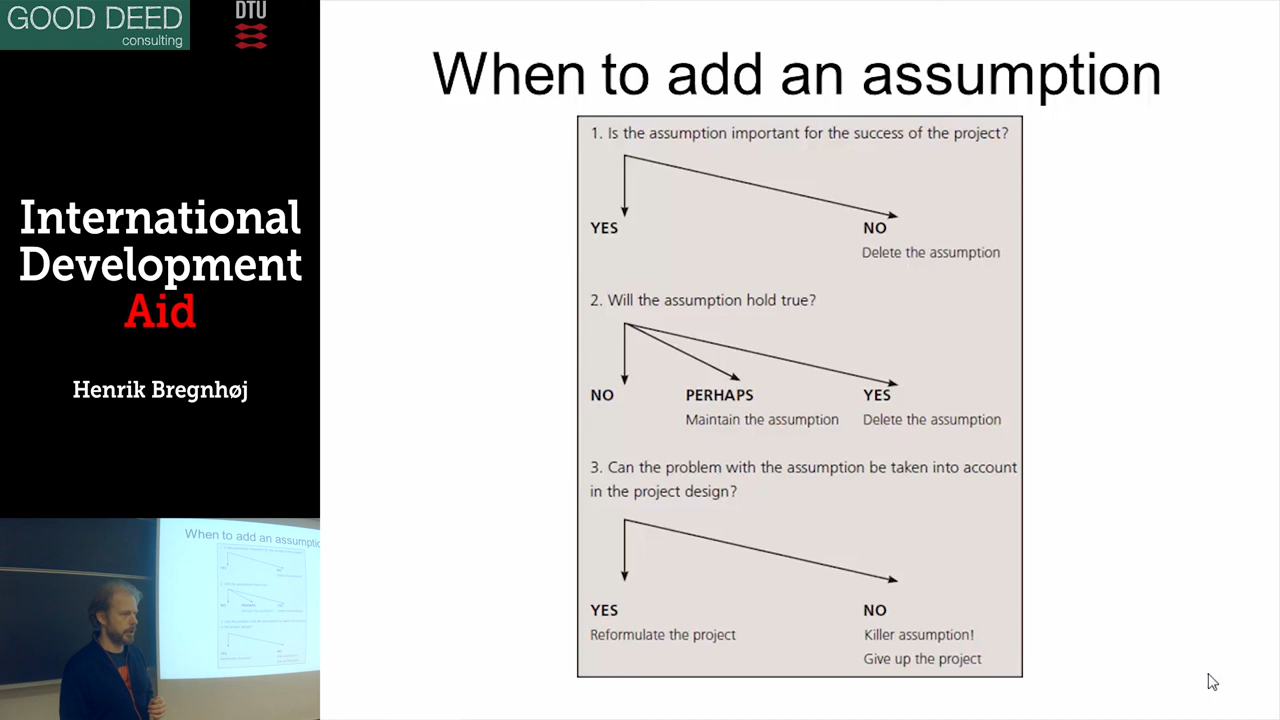 GOOD DEED
consulting
DTU
International
Development
Aid
Henrik Bregnhøj
When to add an assumption
1. Is the assumption important for the success of the project?
YES
NO
Delete the assumption
2. Will the assumption hold true?
NO
PERHAPS
YES
Maintain the assumption
Delete the assumption
3. Can the problem with the assumption be taken into account
in the project design?
YES
NO
Reformulate the project
Killer assumption!
Give up the project
When to add an assumptio